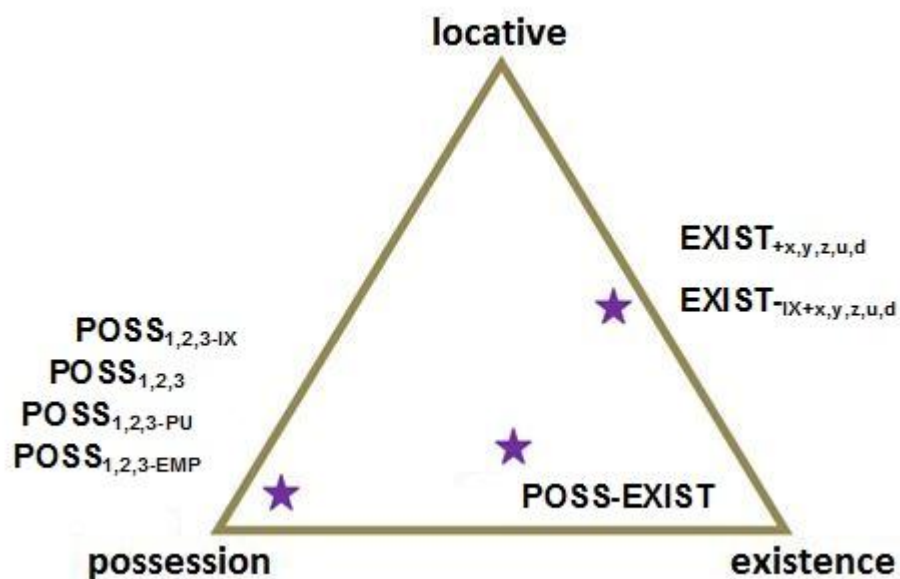 locative
EXIST+x,y,z,u,d
EXIST-IX+x,y,z,u,d
POSS1,2,3-IX
POSS1,2,3
POSS1,2,3-PU
POSS1,2,3-EMP
POSS-EXIST
possession
existence